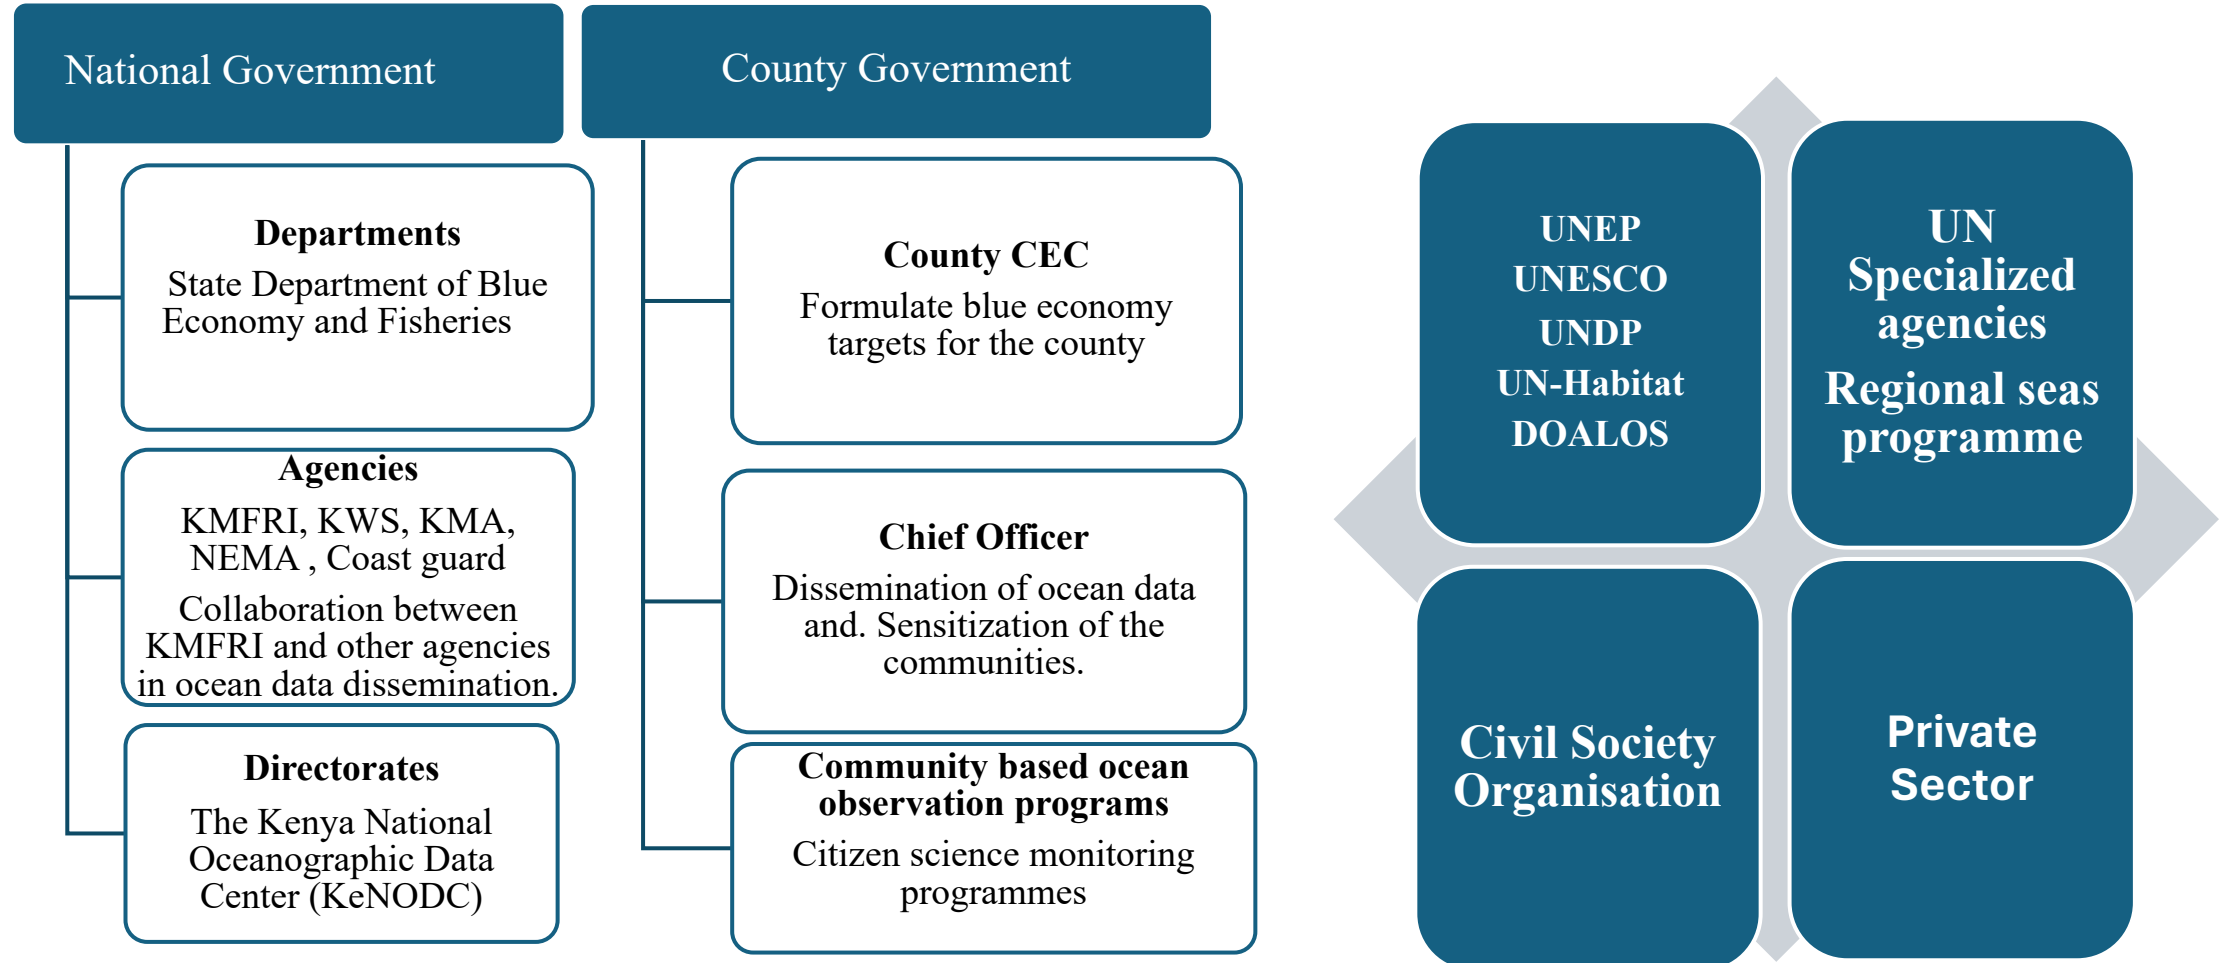 National Government
Departments
State Department of Blue
Economy and Fisheries
Agencies
KMFRI, KWS, KMA,
NEMA , Coast guard
Collaboration between
KMFRI and other agencies
in ocean data dissemination.
Directorates
The Kenya National
Oceanographic Data
Center (KeNODC)
County Government
County CEC
Formulate blue economy
targets for the county
Chief Officer
Dissemination of ocean data
and. Sensitization of the
communities.
Community based ocean
observation programs
Citizen science monitoring
programmes
UNEP
UNESCO
UNDP
UN-Habitat
DOALOS
UN
Specialized
agencies
Regional seas
programme
Civil Society
Organisation
Private
Sector